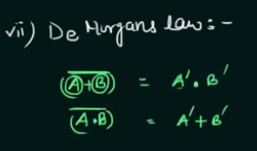 vii) De Morgans law :-
(A+B)‾ = A'. B'
(A.B)‾ = A'+B'